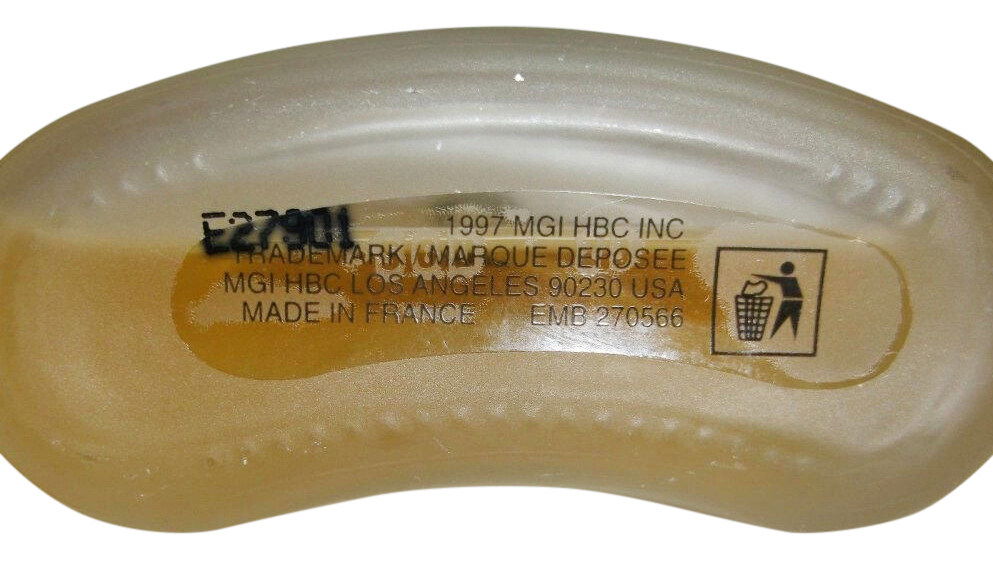 E27901
1997 MGI HBC INC
TRADEMARK / MARQUE DEPOSEE
MGI HBC LOS ANGELES 90230 USA
MADE IN FRANCE EMB 270566